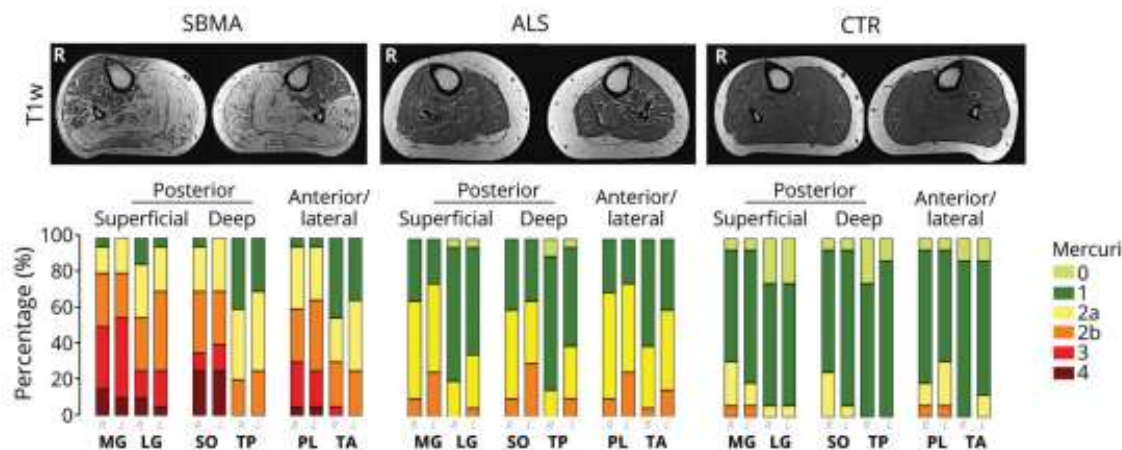 SBMA ALS CTR
T1w
R R R
Posterior Anterior/ Posterior Anterior/ Posterior Anterior/
Superficial Deep lateral Superficial Deep lateral Superficial Deep lateral
Percentage (%)
100
80
60
40
20
0
R L R L R L R L R L R L R L R L R L R L R L R L R L R L R L R L R L R L
MG LG SO TP PL TA MG LG SO TP PL TA MG LG SO TP PL TA
Mercuri
0
1
2a
2b
3
4